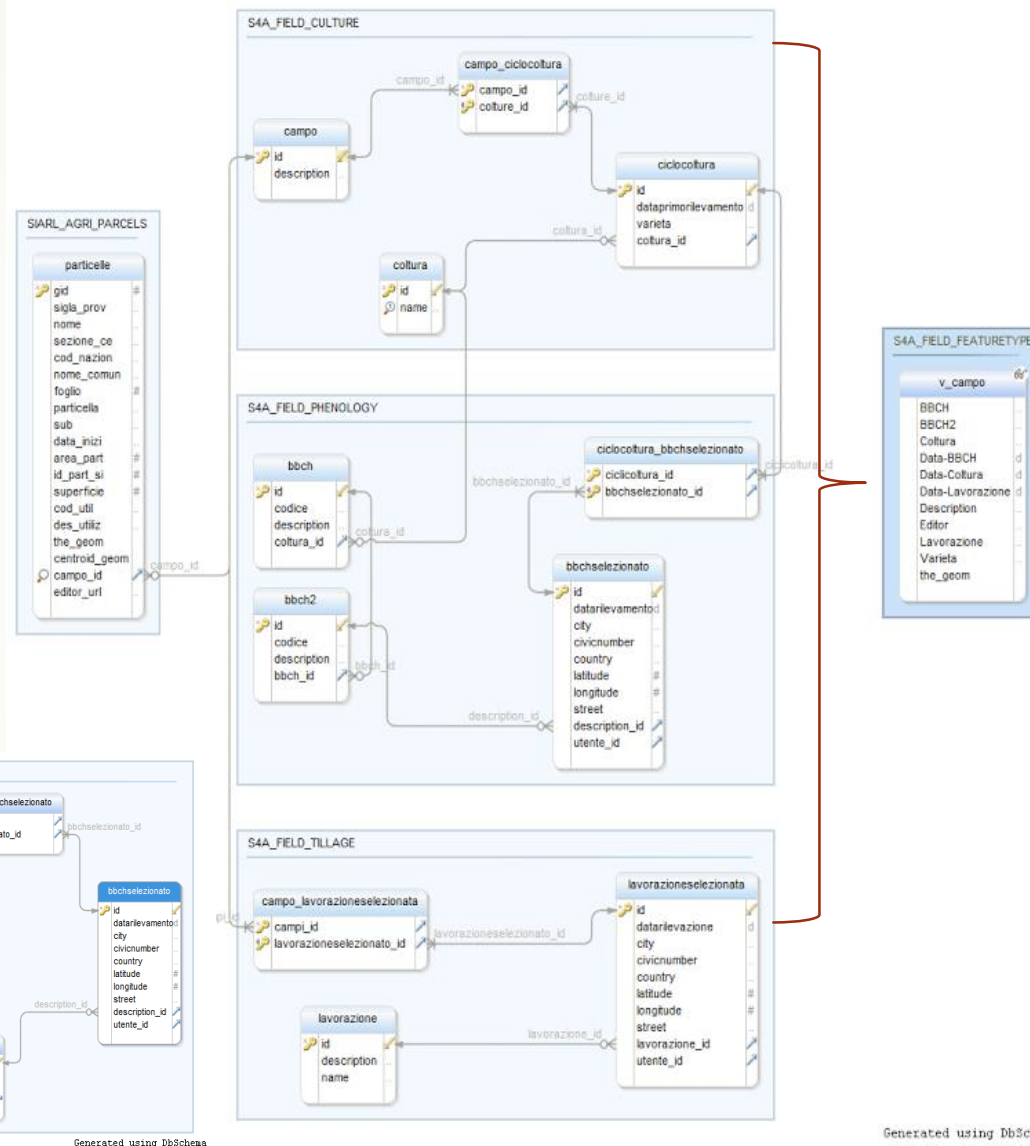 S4A_FIELD_CULTURE
campo_ciclocoltura
campo_id
colture_id
campo_id
colture_id
campo
id
description
ciclocoltura
id
dataprimorilevamento d
varieta
coltura_id
coltura_id
coltura
id
name
SIARL_AGRI_PARCELS
particelle
gid #
sigla_prov
nome
sezione_ce
cod_nazion
nome_comun
foglio #
particella
sub
data_inizi
area_part #
id_part_si #
superficie #
cod_util
des_utiliz
the_geom
centroid_geom
campo_id
editor_url
campo_id
S4A_FIELD_PHENOLOGY
bbch
id
codice
description
coltura_id
coltura_id
bbch2
id
codice
description
bbch_id
bbch_id
ciclocoltura_bbchselezionato
ciclicoltura_id
bbchselezionato_id
bbchselezionato_id
ciclicoltura_id
bbchselezionato
id
datarilevamento d
city
civicnumber
country
latitude #
longitude #
street
description_id
utente_id
description_id
S4A_FIELD_TILLAGE
campo_lavorazioneselezionata
campi_id
lavorazioneselezionato_id
pi_id
lavorazioneselezionato_id
lavorazioneselezionata
id
datarilevazione d
city
civicnumber
country
latitude #
longitude #
street
lavorazione_id
utente_id
lavorazione_id
lavorazione
id
description
name
S4A_FIELD_FEATURETYPE
v_campo
BBCH
BBCH2
Coltura
Data-BBCH d
Data-Coltura d
Data-Lavorazione d
Description
Editor
Lavorazione
Varieta
the_geom
chselezionato
ato_id
bbchselezionato_id
bbchselezionato
id
datarilevamento d
city
civicnumber
country
latitude #
longitude #
street
description_id
utente_id
description_id
Generated using DbSchema
Generated using DbSc